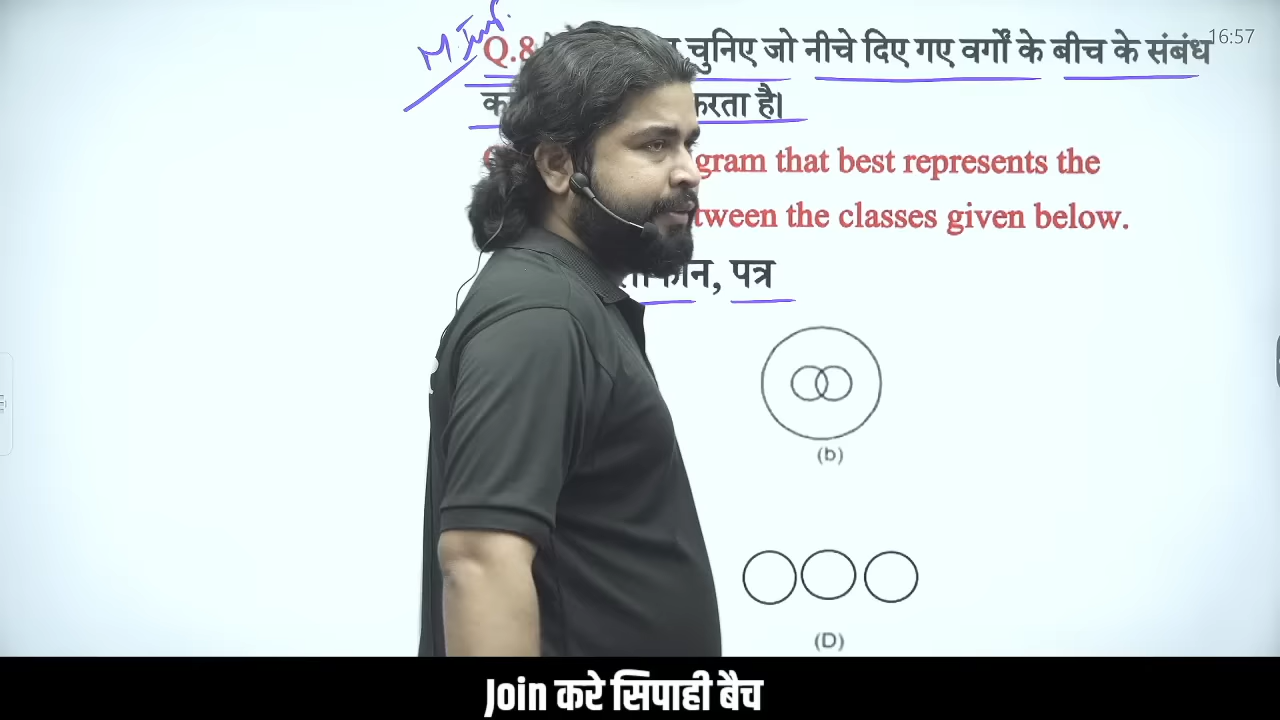 M. Imp.
Q.8 चुनिए जो नीचे दिए गए वर्गों के बीच के संबंध
16:57
करता है।
gram that best represents the
tween the classes given below.
पत्र
(b)
(D)
Join करे सिपाही बैच